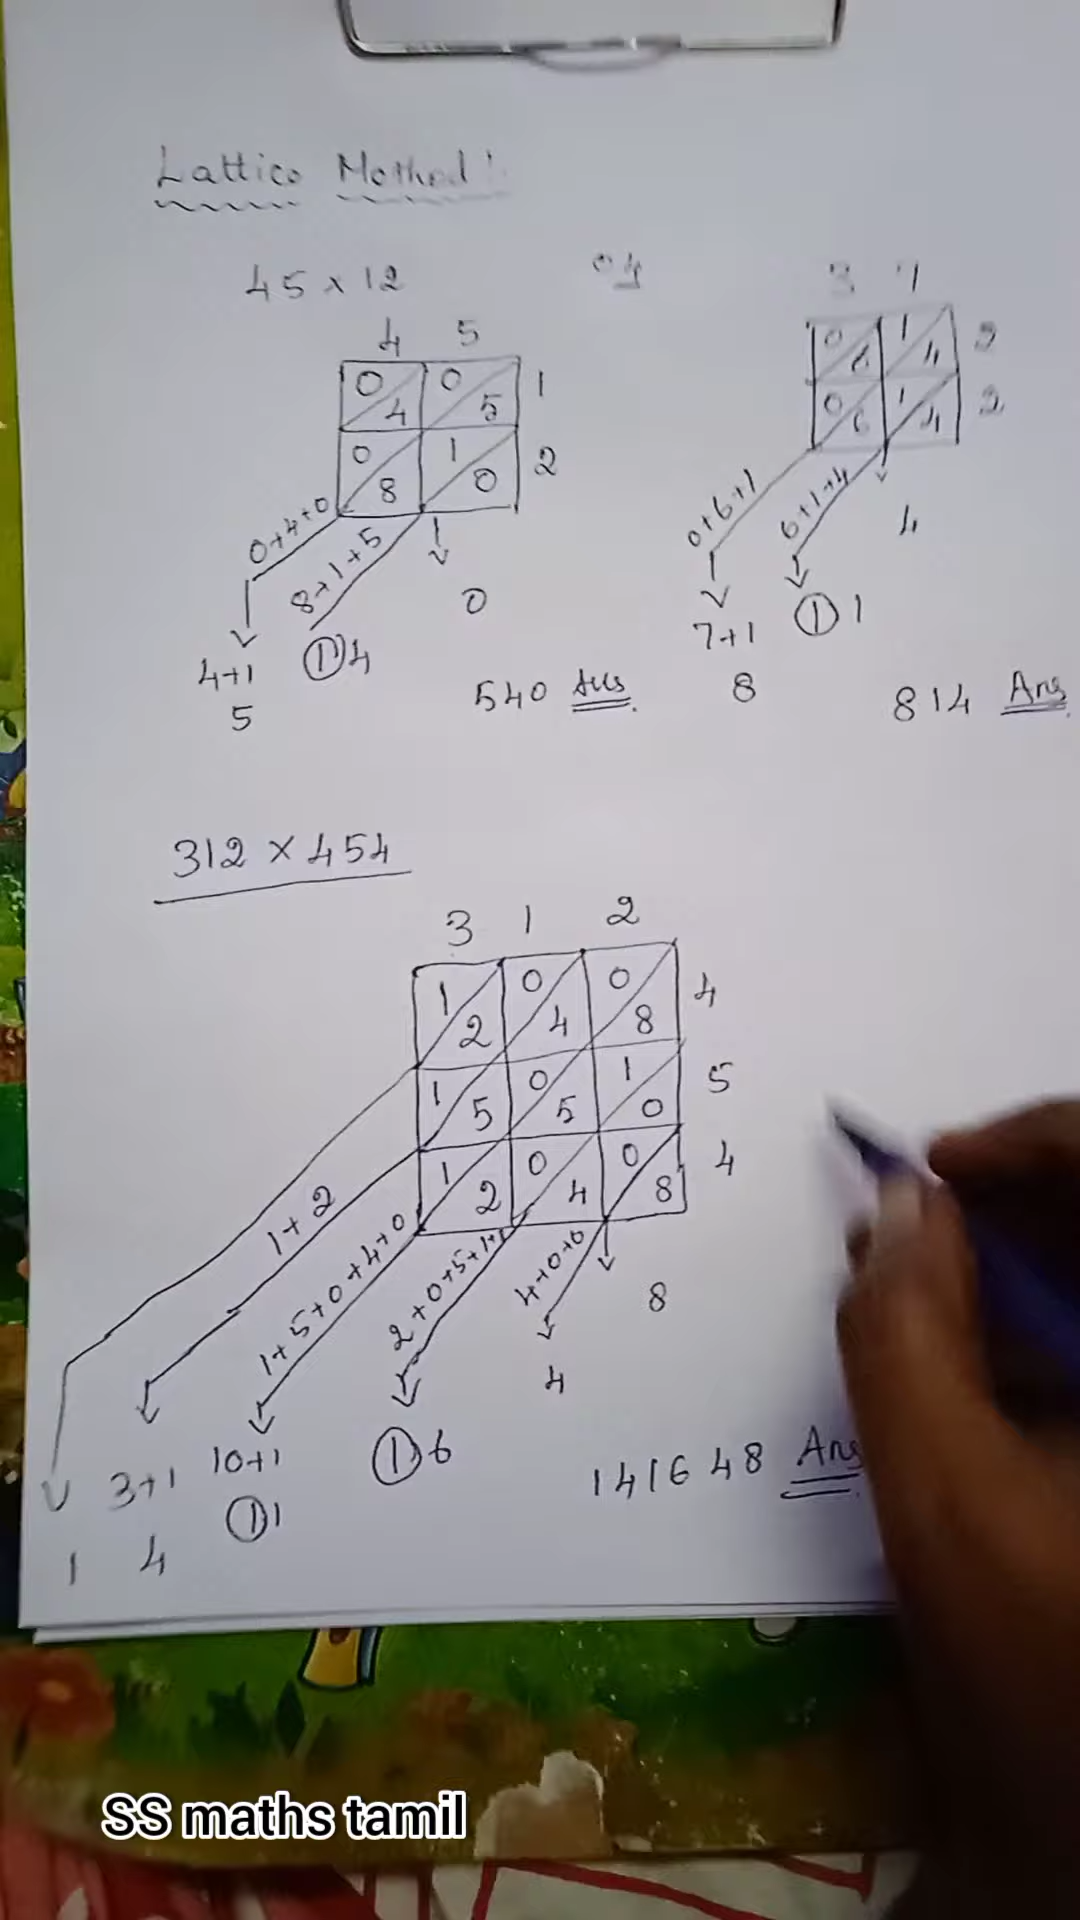 Lattice Method :
45 x 12
04
4 5
0 0 1
4 5
0 1 2
8 0
0+4+0
8+1+5
0
4+1
① 4
5
540 Ans.
3 7
0 1 2
6 4
0 1 2
6 4
0+6+1
6+1+4
4
7+1
① 1
8
814 Ans.
312 x 454
3 1 2
1 0 0 4
2 4 8
1 0 1 5
5 5 0
1 0 0 4
2 4 8
1+2
1+5+0+4+0
2+0+5+1+
4+0+0
8
4
① 6
10+1
3+1
① 1
1 4
141648 Ans.
SS maths tamil